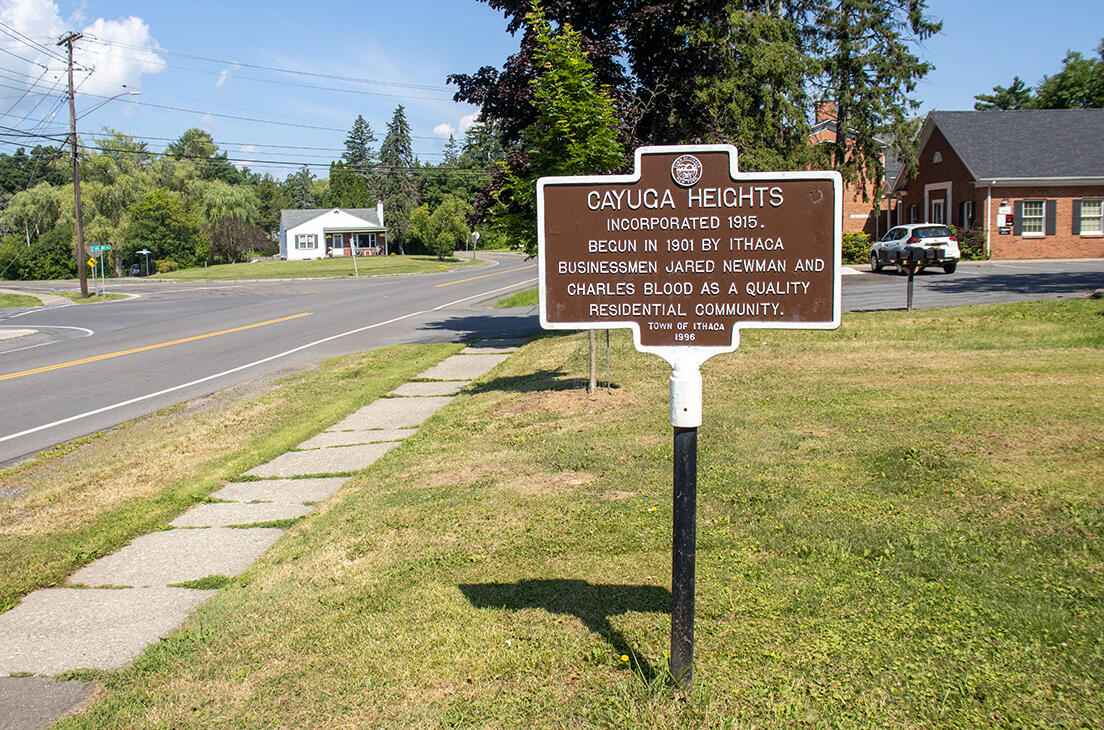 CAYUGA HEIGHTS
INCORPORATED 1915.
BEGUN IN 1901 BY ITHACA
BUSINESSMEN JARED NEWMAN AND
CHARLES BLOOD AS A QUALITY
RESIDENTIAL COMMUNITY.
TOWN OF ITHACA
1996